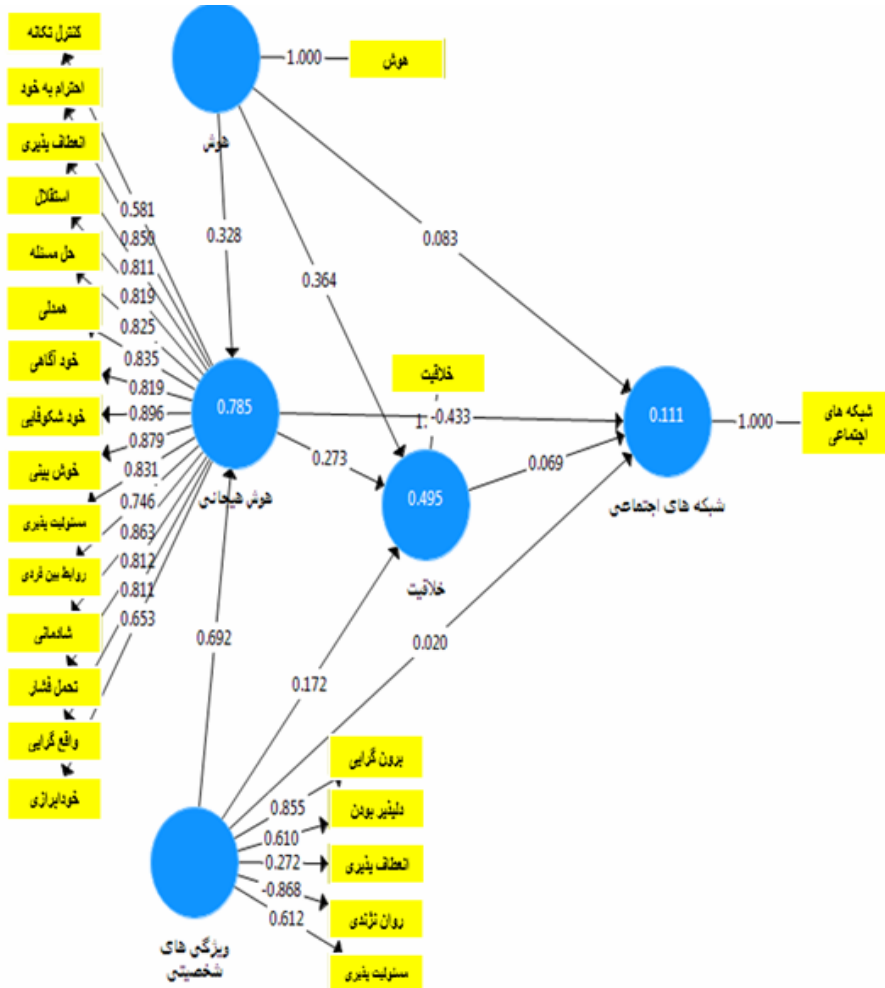 کنترل تکانه
احترام به خود
انعطاف پذیری
استقلال
حل مسئله
همدلی
خود آگاهی
خود شکوفایی
خوش بینی
مسئولیت پذیری
روابط بین فردی
شادمانی
تحمل فشار
واقع گرایی
خودابرازی
0.581
0.850
0.811
0.819
0.825
0.835
0.819
0.896
0.879
0.831
0.746
0.863
0.812
0.811
0.653
هوش
1.000
هوش
0.328
0.364
0.083
0.785
هوش هیجانی
خلاقیت
1.
-0.433
0.273
0.495
خلاقیت
0.069
0.111
شبکه های اجتماعی
1.000
شبکه های
اجتماعی
0.692
0.172
0.020
ویژگی های
شخصیتی
0.855
0.610
0.272
-0.868
0.612
برون گرایی
دلپذیر بودن
انعطاف پذیری
روان نژندی
مسئولیت پذیری